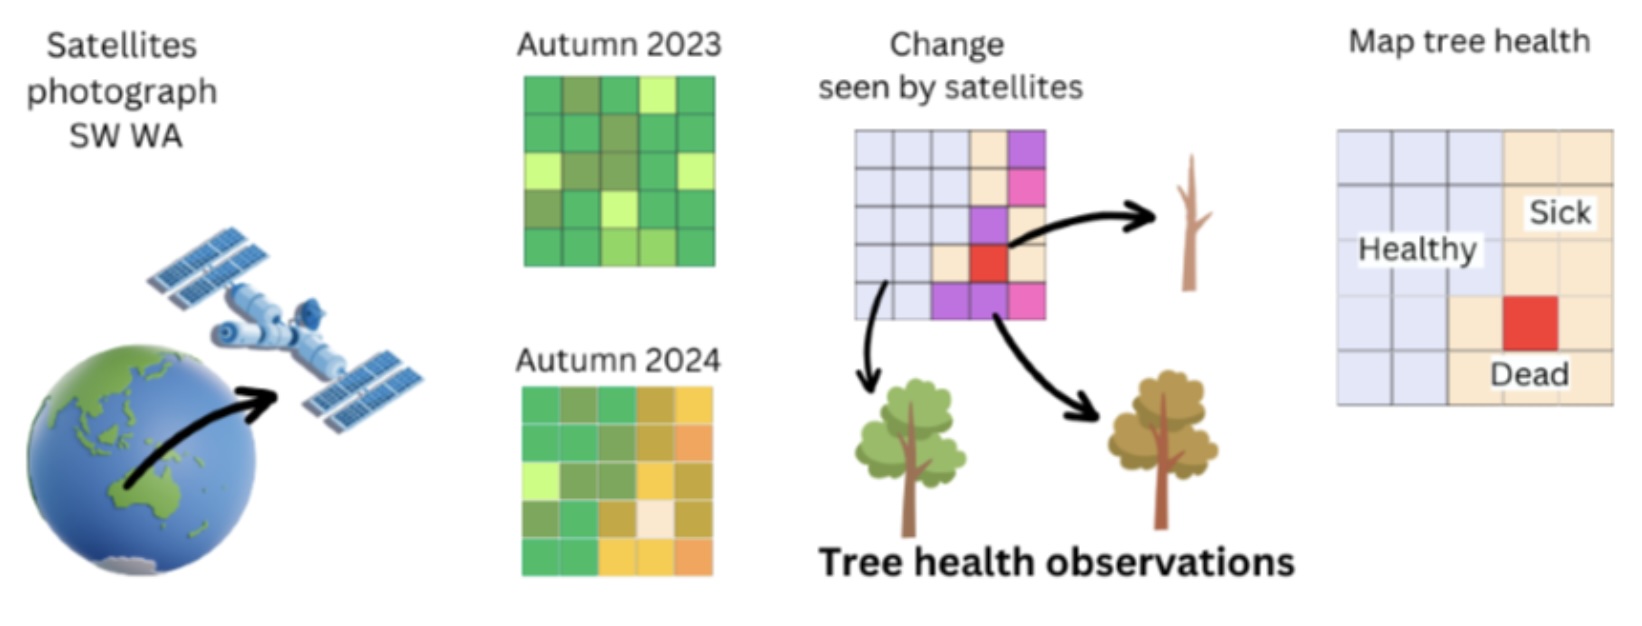 Satellites
photograph
SW WA
Autumn 2023
Autumn 2024
Change
seen by satellites
Tree health observations
Map tree health
Sick
Healthy
Dead